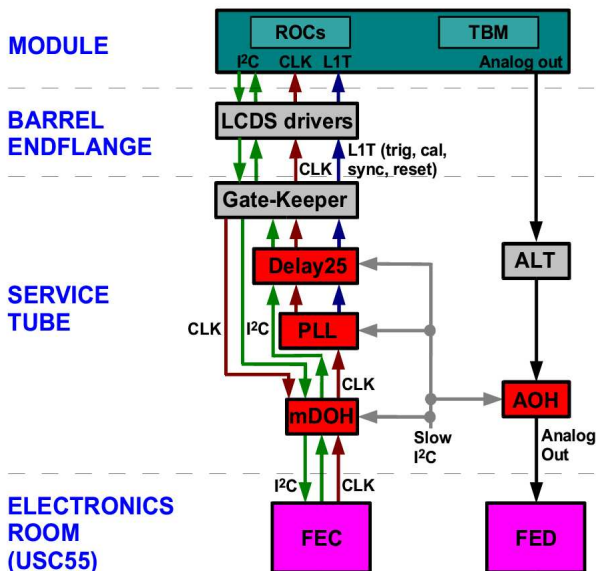 MODULE
ROCs
TBM
I²C
CLK
L1T
Analog out
BARREL
ENDFLANGE
LCDS drivers
L1T (trig, cal,
sync, reset)
CLK
Gate-Keeper
SERVICE
TUBE
Delay25
ALT
CLK
I²C
PLL
CLK
mDOH
AOH
Slow
I²C
Analog
Out
ELECTRONICS
ROOM
(USC55)
I²C
CLK
FEC
FED